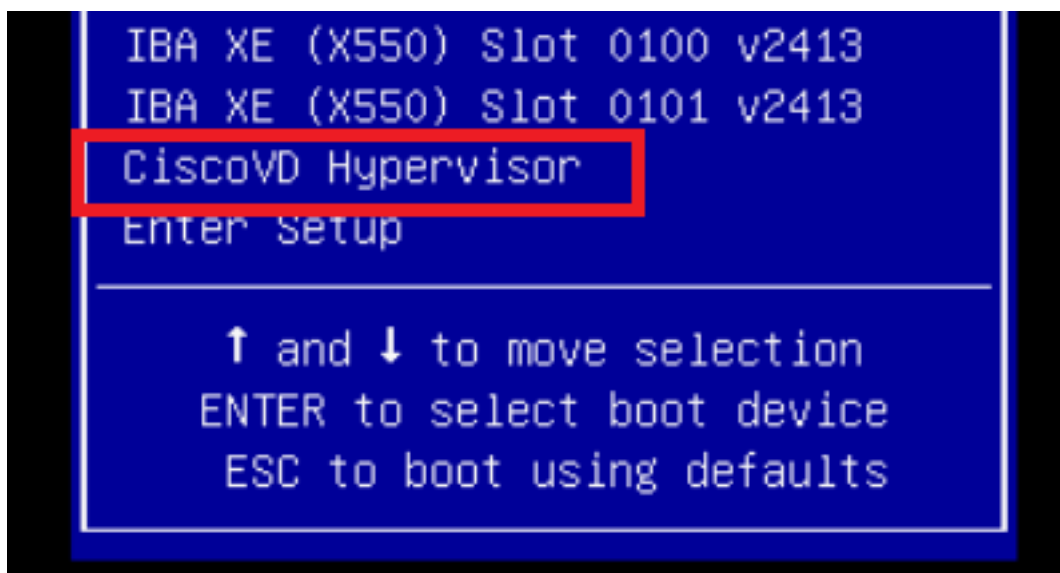 IBA XE (X550) Slot 0100 v2413
IBA XE (X550) Slot 0101 v2413
CiscoVD Hypervisor
Enter Setup
↑ and ↓ to move selection
ENTER to select boot device
ESC to boot using defaults